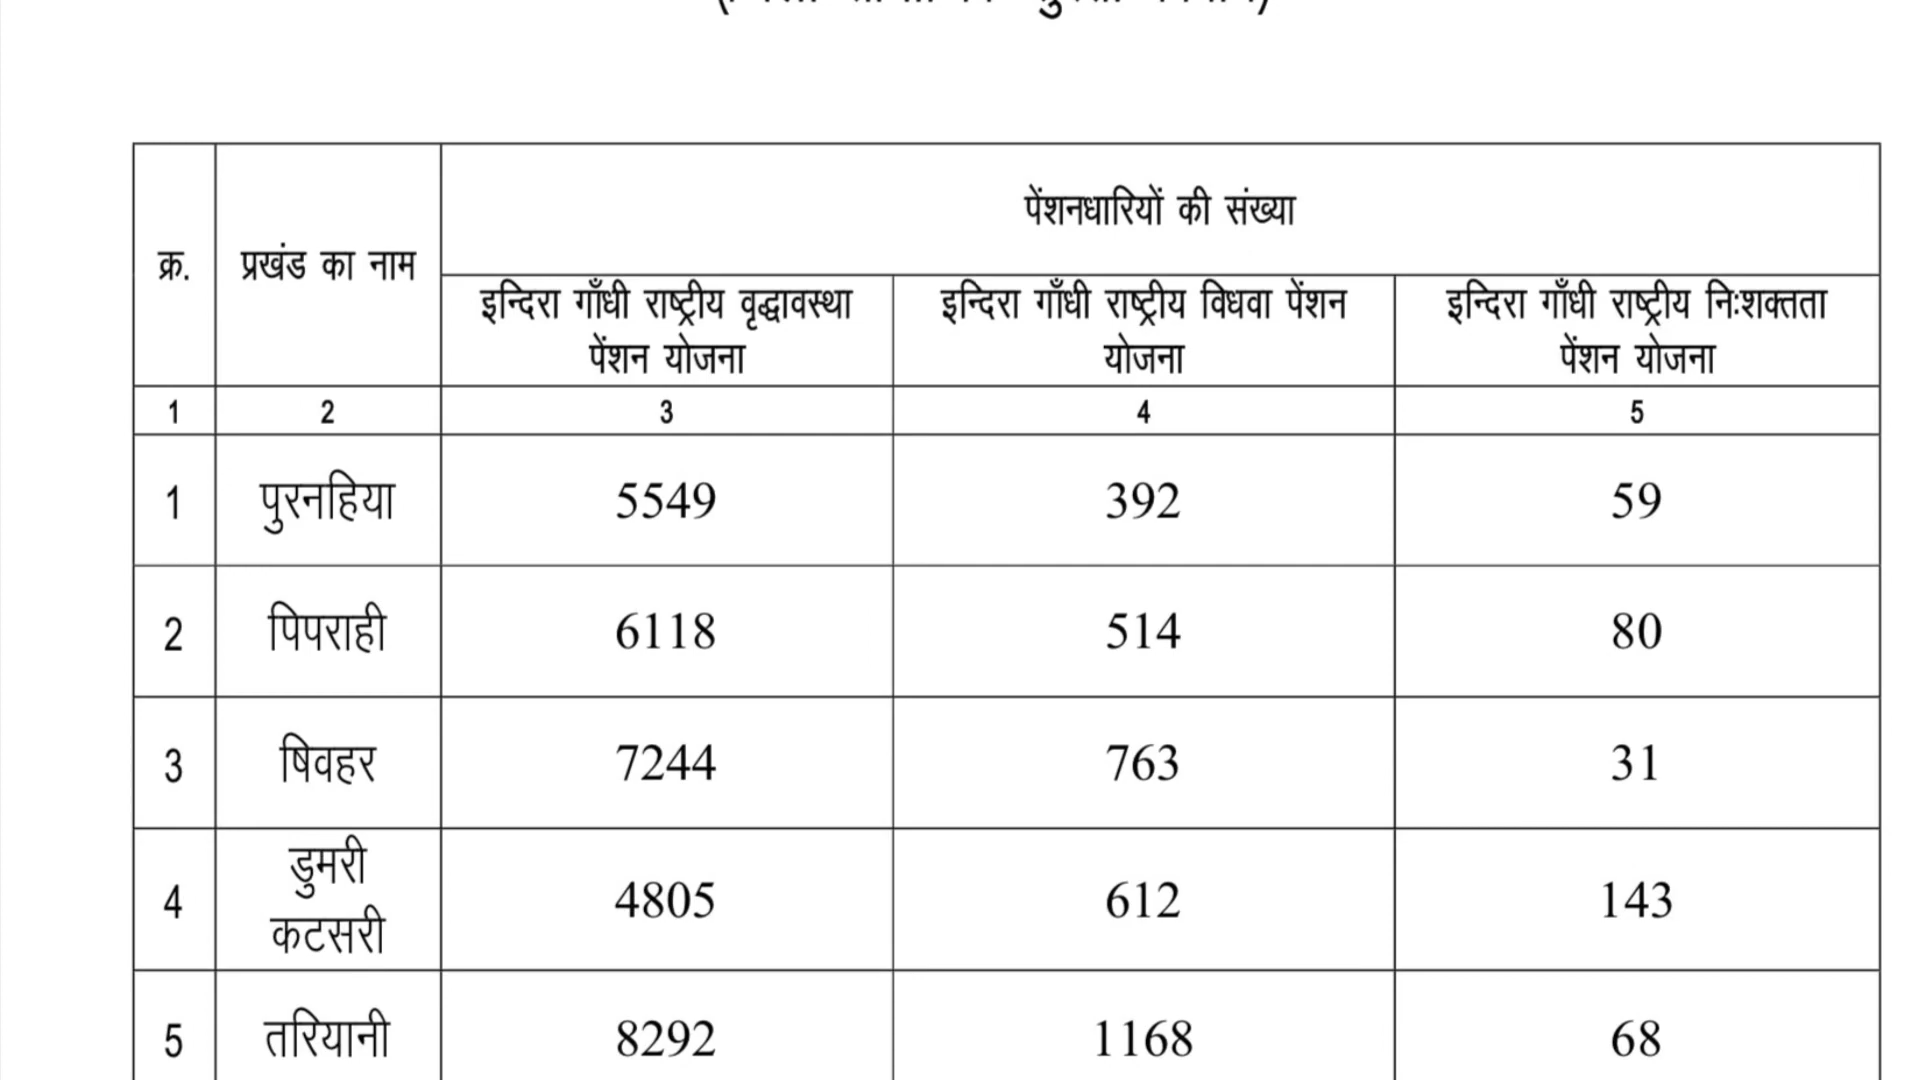 पेंशनधारियों की संख्या
क्र. प्रखंड का नाम
इन्दिरा गाँधी राष्ट्रीय वृद्धावस्था इन्दिरा गाँधी राष्ट्रीय विधवा पेंशन इन्दिरा गाँधी राष्ट्रीय निःशक्तता
पेंशन योजना योजना पेंशन योजना
1 2 3 4 5
1 पुरनहिया 5549 392 59
2 पिपराही 6118 514 80
3 षिवहर 7244 763 31
डुमरी
4 4805 612 143
कटसरी
5 तरियानी 8292 1168 68